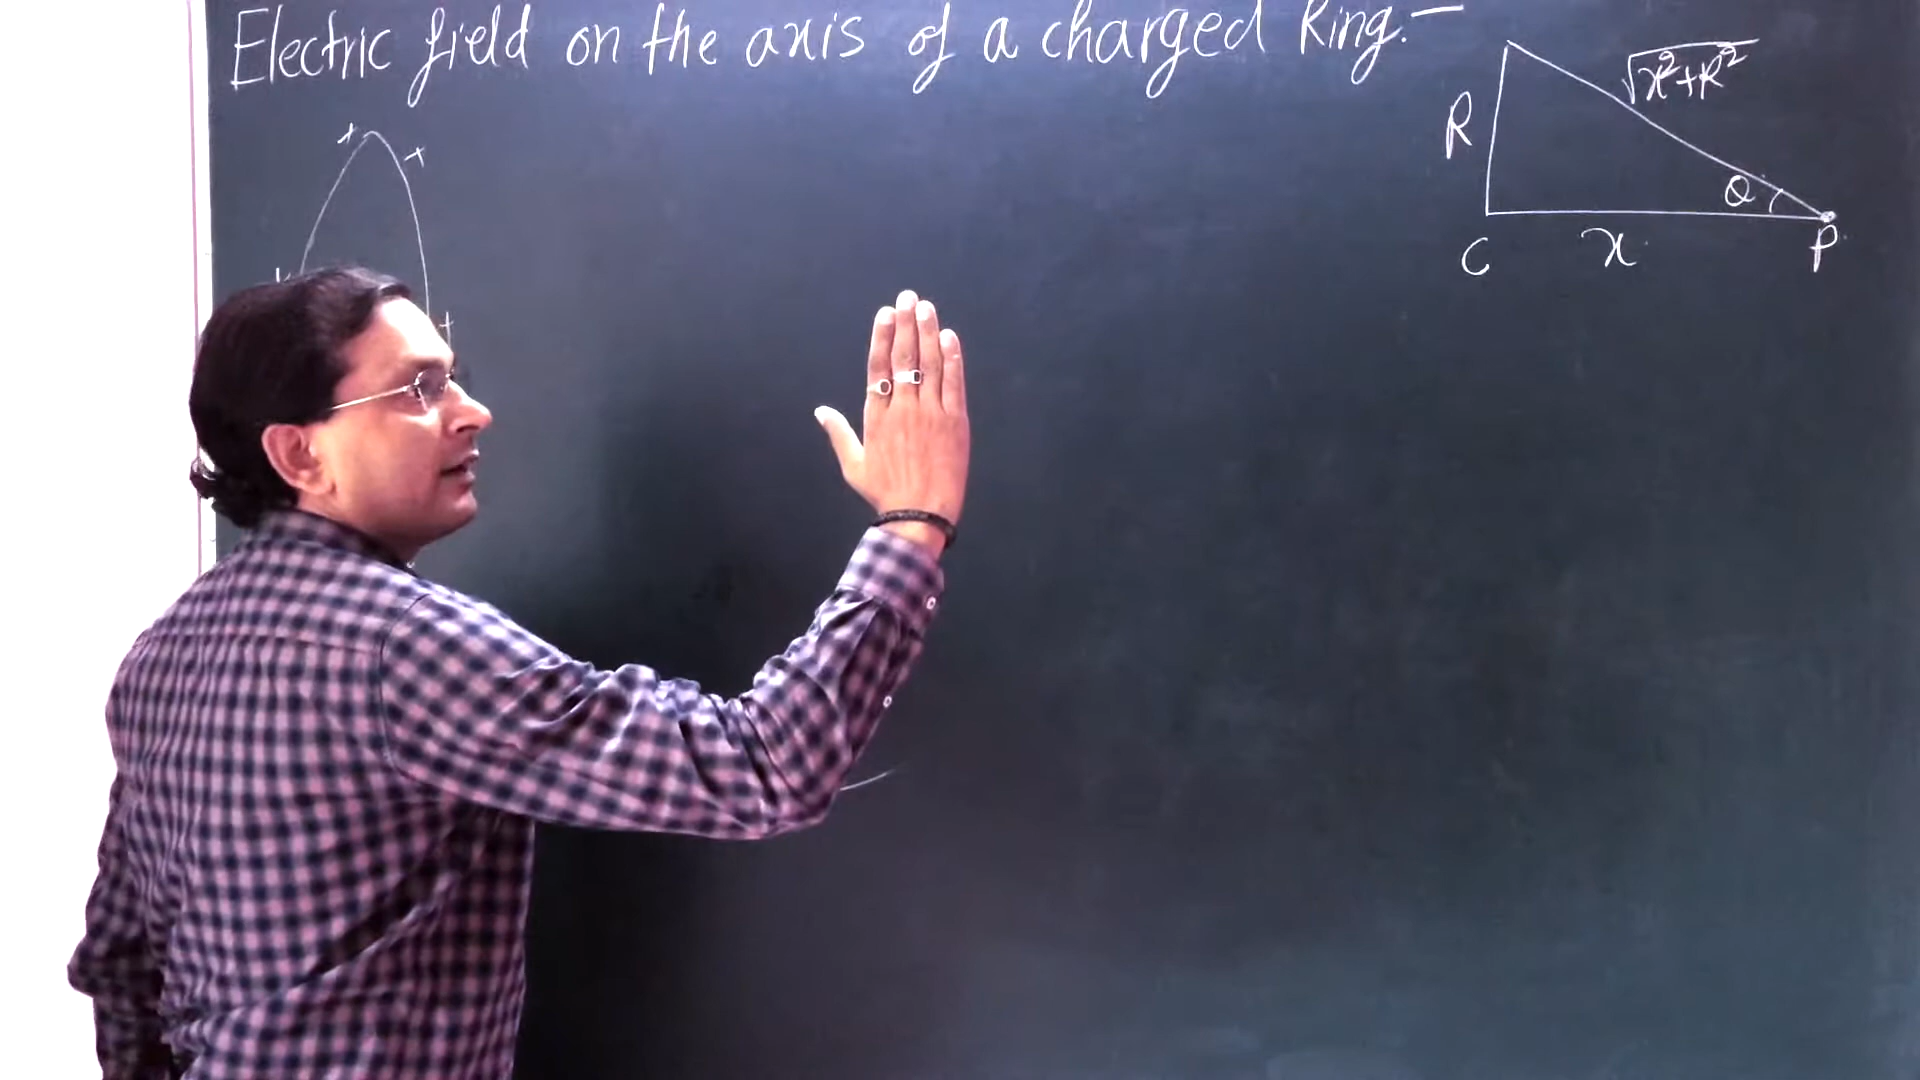 Electric field on the axis of a charged Ring:-
√x²+R²
R
θ
C x P
+ +
+
+